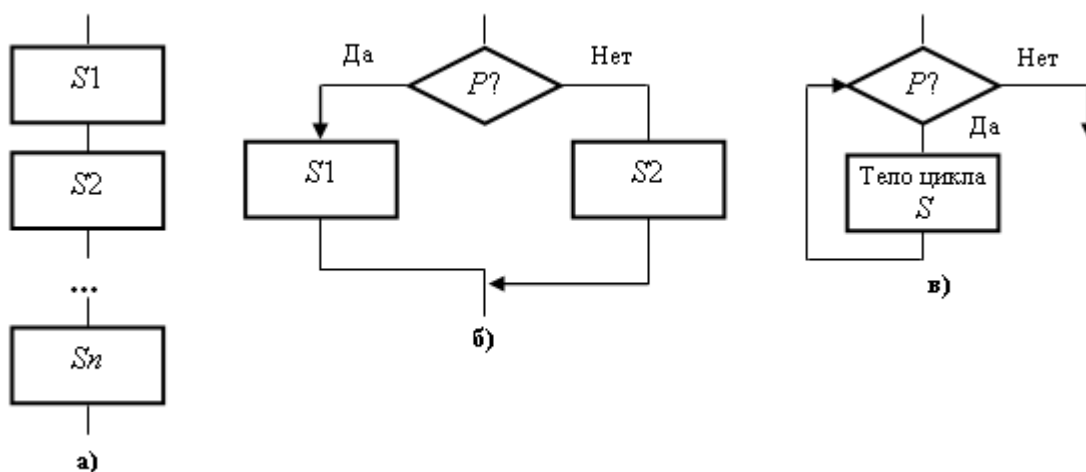 S1
S2
...
Sn
а)
Да
P?
Нет
S1
S2
б)
P?
Нет
Да
Тело цикла
S
в)